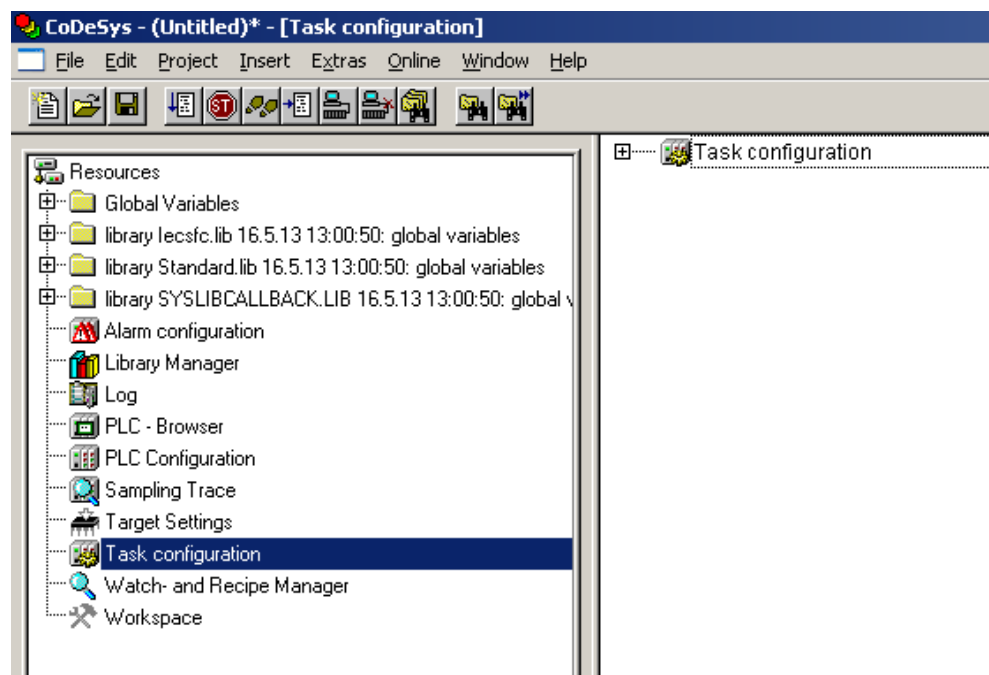 CoDeSys - (Untitled)* - [Task configuration]
File Edit Project Insert Extras Online Window Help
ST
Task configuration
Resources
Global Variables
library Iecsfc.lib 16.5.13 13:00:50: global variables
library Standard.lib 16.5.13 13:00:50: global variables
library SYSLIBCALLBACK.LIB 16.5.13 13:00:50: global v
Alarm configuration
Library Manager
Log
PLC - Browser
PLC Configuration
Sampling Trace
Target Settings
Task configuration
Watch- and Recipe Manager
Workspace